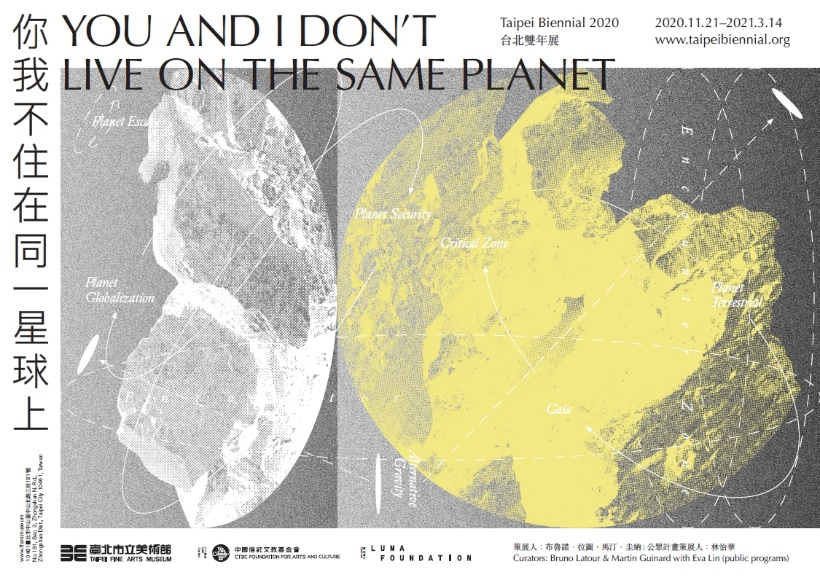 YOU AND I DON'T
LIVE ON THE SAME PLANET
你我不住在同一星球上
Taipei Biennial 2020
台北雙年展
2020.11.21–2021.3.14
www.taipeibiennial.org
Planet Security
Critical Zone
Planet
Globalization
Planet
Terrestrial
Gaia
Alternative
Gravity
Encounter Zone
臺北市立美術館
TAIPEI FINE ARTS MUSEUM
中國信託文教基金會
CTBC FOUNDATION FOR ARTS AND CULTURE
LUMA
FOUNDATION
策展人：布魯諾・拉圖、馬汀・圭納；公眾計畫策展人：林怡華
Curators: Bruno Latour & Martin Guinard with Eva Lin (public programs)